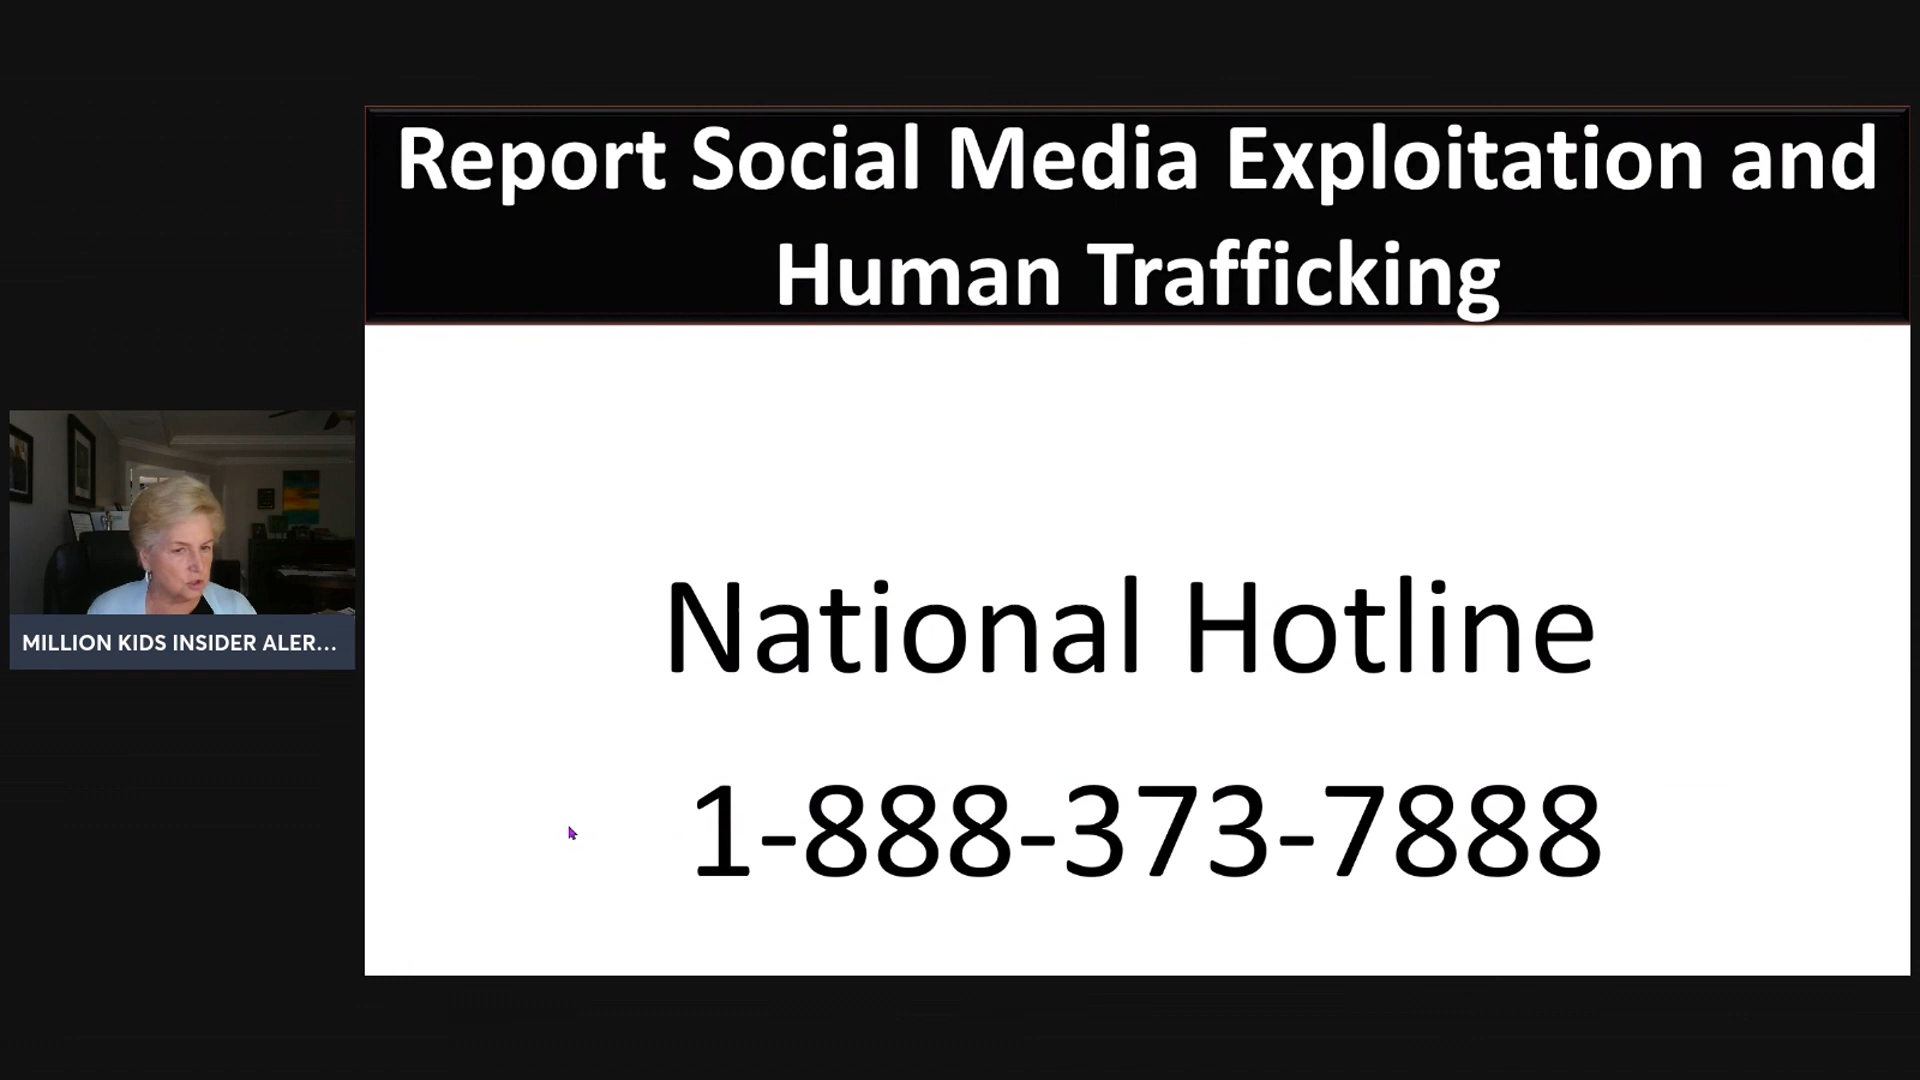 Report Social Media Exploitation and
Human Trafficking
National Hotline
1-888-373-7888
MILLION KIDS INSIDER ALER...